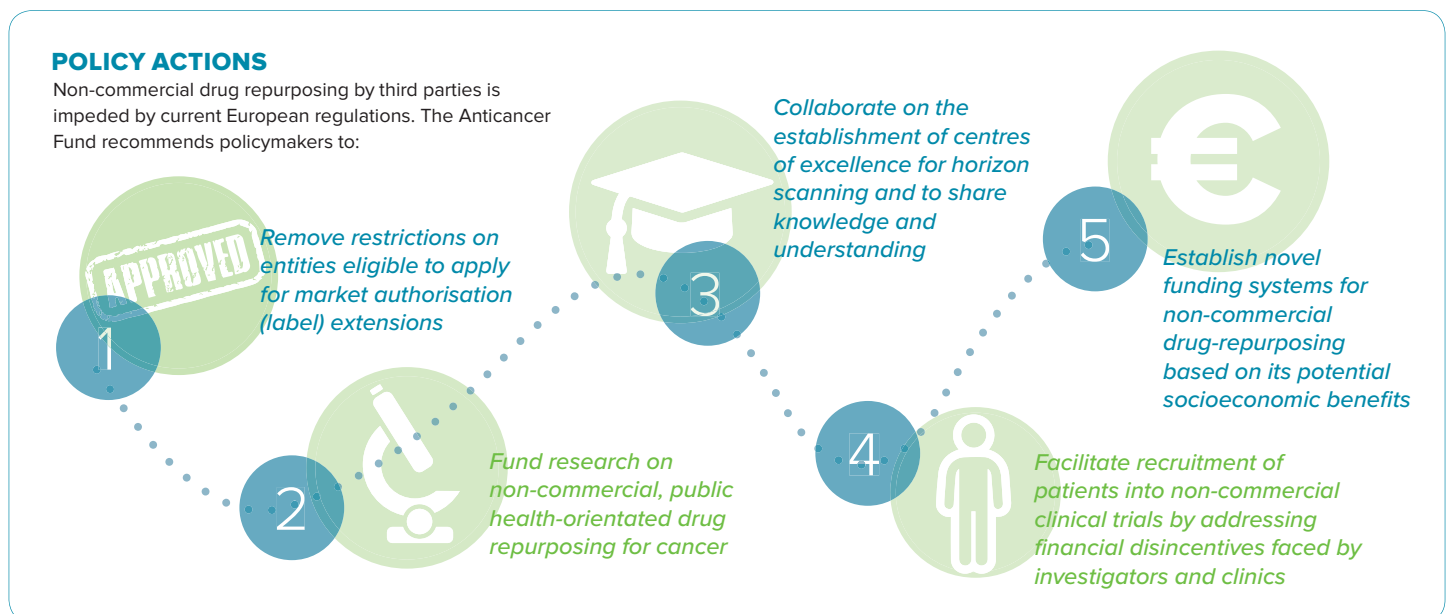 POLICY ACTIONS
Non-commercial drug repurposing by third parties is
impeded by current European regulations. The Anticancer
Fund recommends policymakers to:
APPROVED
1
Remove restrictions on
entities eligible to apply
for market authorisation
(label) extensions
2
Fund research on
non-commercial, public
health-orientated drug
repurposing for cancer
3
Collaborate on the
establishment of centres
of excellence for horizon
scanning and to share
knowledge and
understanding
4
Facilitate recruitment of
patients into non-commercial
clinical trials by addressing
financial disincentives faced by
investigators and clinics
5
€
Establish novel
funding systems for
non-commercial
drug-repurposing
based on its potential
socioeconomic benefits